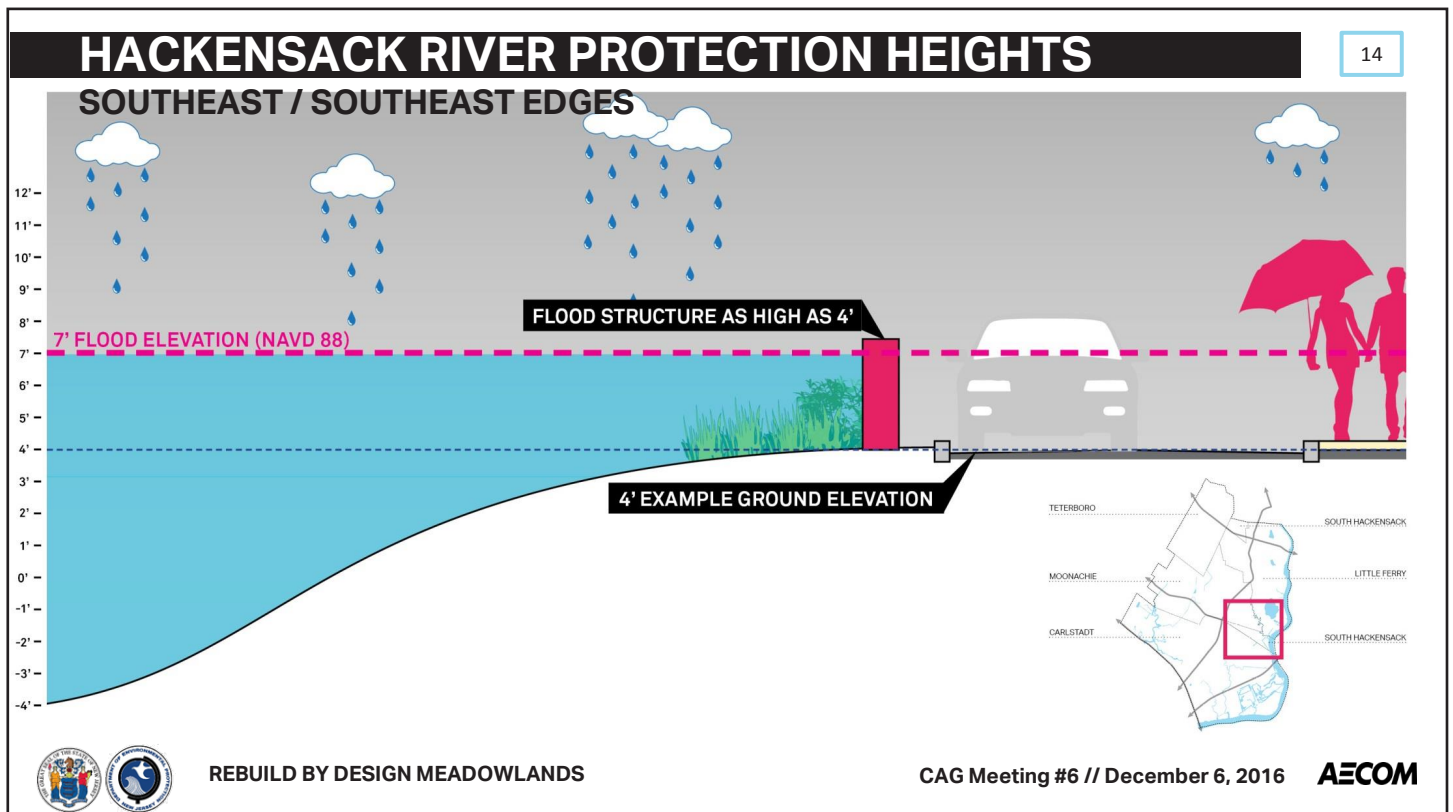 HACKENSACK RIVER PROTECTION HEIGHTS
14
SOUTHEAST / SOUTHEAST EDGES
12'
11'
10'
9'
8'
7'
6'
5'
4'
3'
2'
1'
0'
-1'
-2'
-3'
-4'
7' FLOOD ELEVATION (NAVD 88)
FLOOD STRUCTURE AS HIGH AS 4'
4' EXAMPLE GROUND ELEVATION
TETERBORO
SOUTH HACKENSACK
MOONACHIE
LITTLE FERRY
CARLSTADT
SOUTH HACKENSACK
REBUILD BY DESIGN MEADOWLANDS
CAG Meeting #6 // December 6, 2016
AECOM